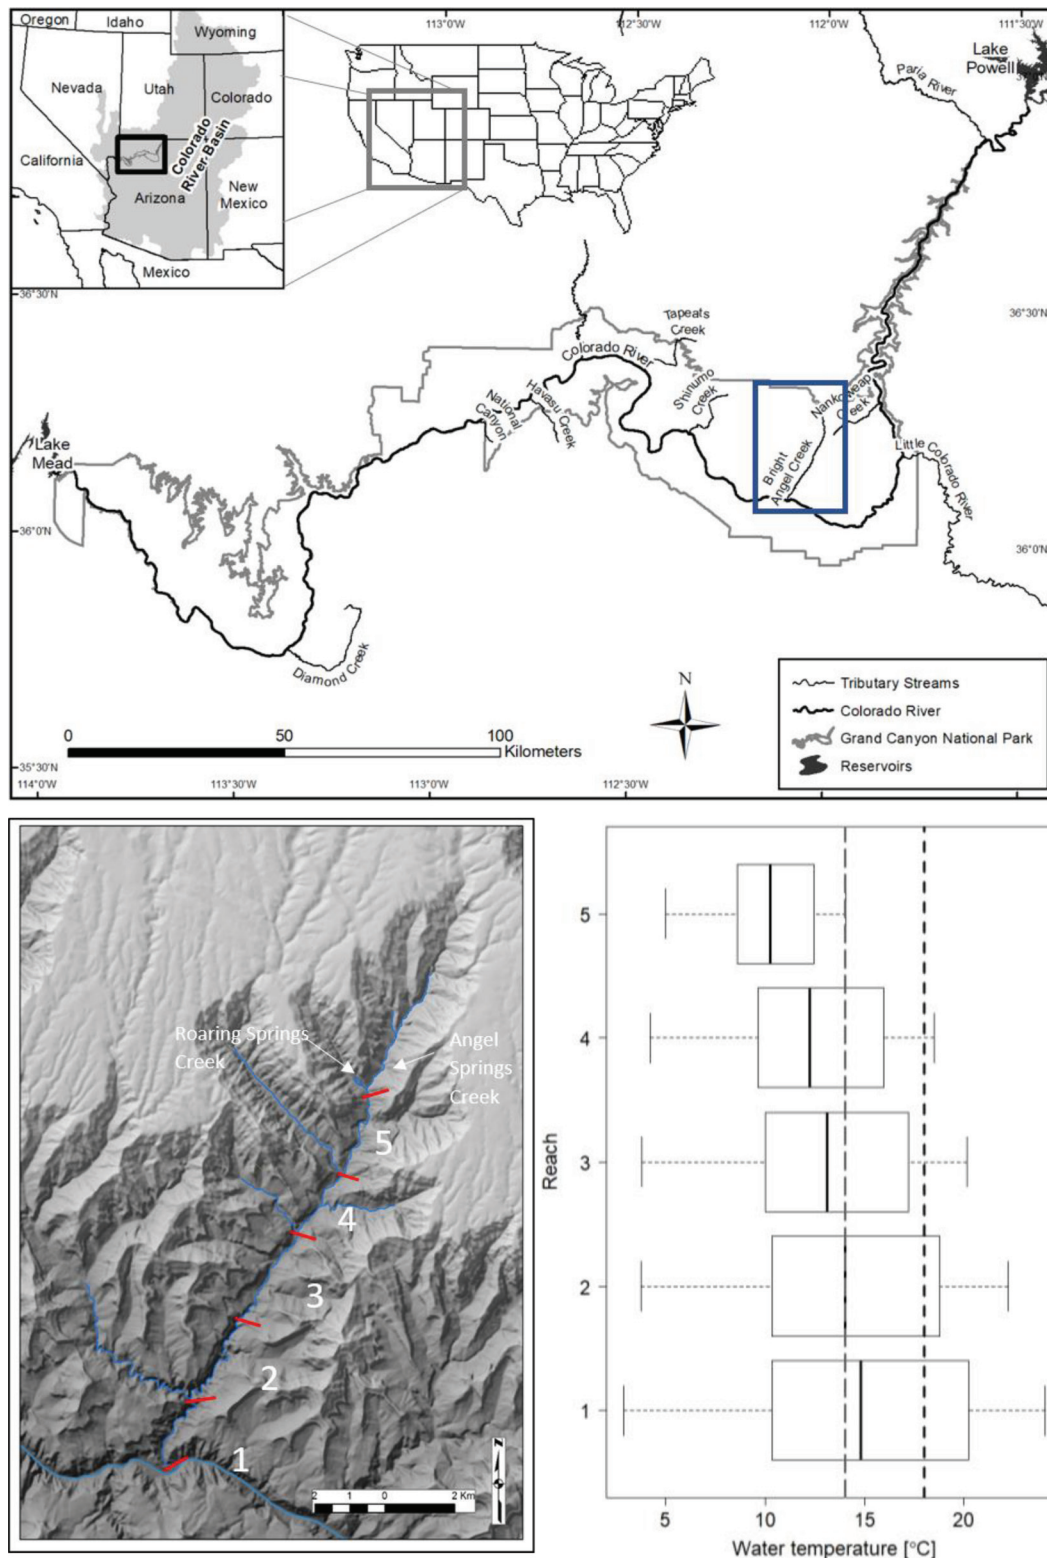 Oregon
Idaho
Wyoming
Nevada
Utah
Colorado
California
Colorado
River Basin
Arizona
New
Mexico
Mexico
113°0'W
112°30'W
112°0'W
111°30'W
Lake
Powell
Paria River
36°30'N
36°30'N
Tapeats
Creek
Colorado River
Shinumo
Creek
Havasu Creek
National
Canyon
Nankoweap
Creek
Bright
Angel Creek
Little Colorado River
Lake
Mead
36°0'N
36°0'N
Diamond Creek
N
0 50 100
Kilometers
Tributary Streams
Colorado River
Grand Canyon National Park
Reservoirs
35°30'N
114°0'W
113°30'W
113°0'W
112°30'W
Roaring Springs
Creek
Angel
Springs
Creek
5
4
3
2
1
N
2 1 0 2 Km
Reach
5
4
3
2
1
5 10 15 20
Water temperature [°C]